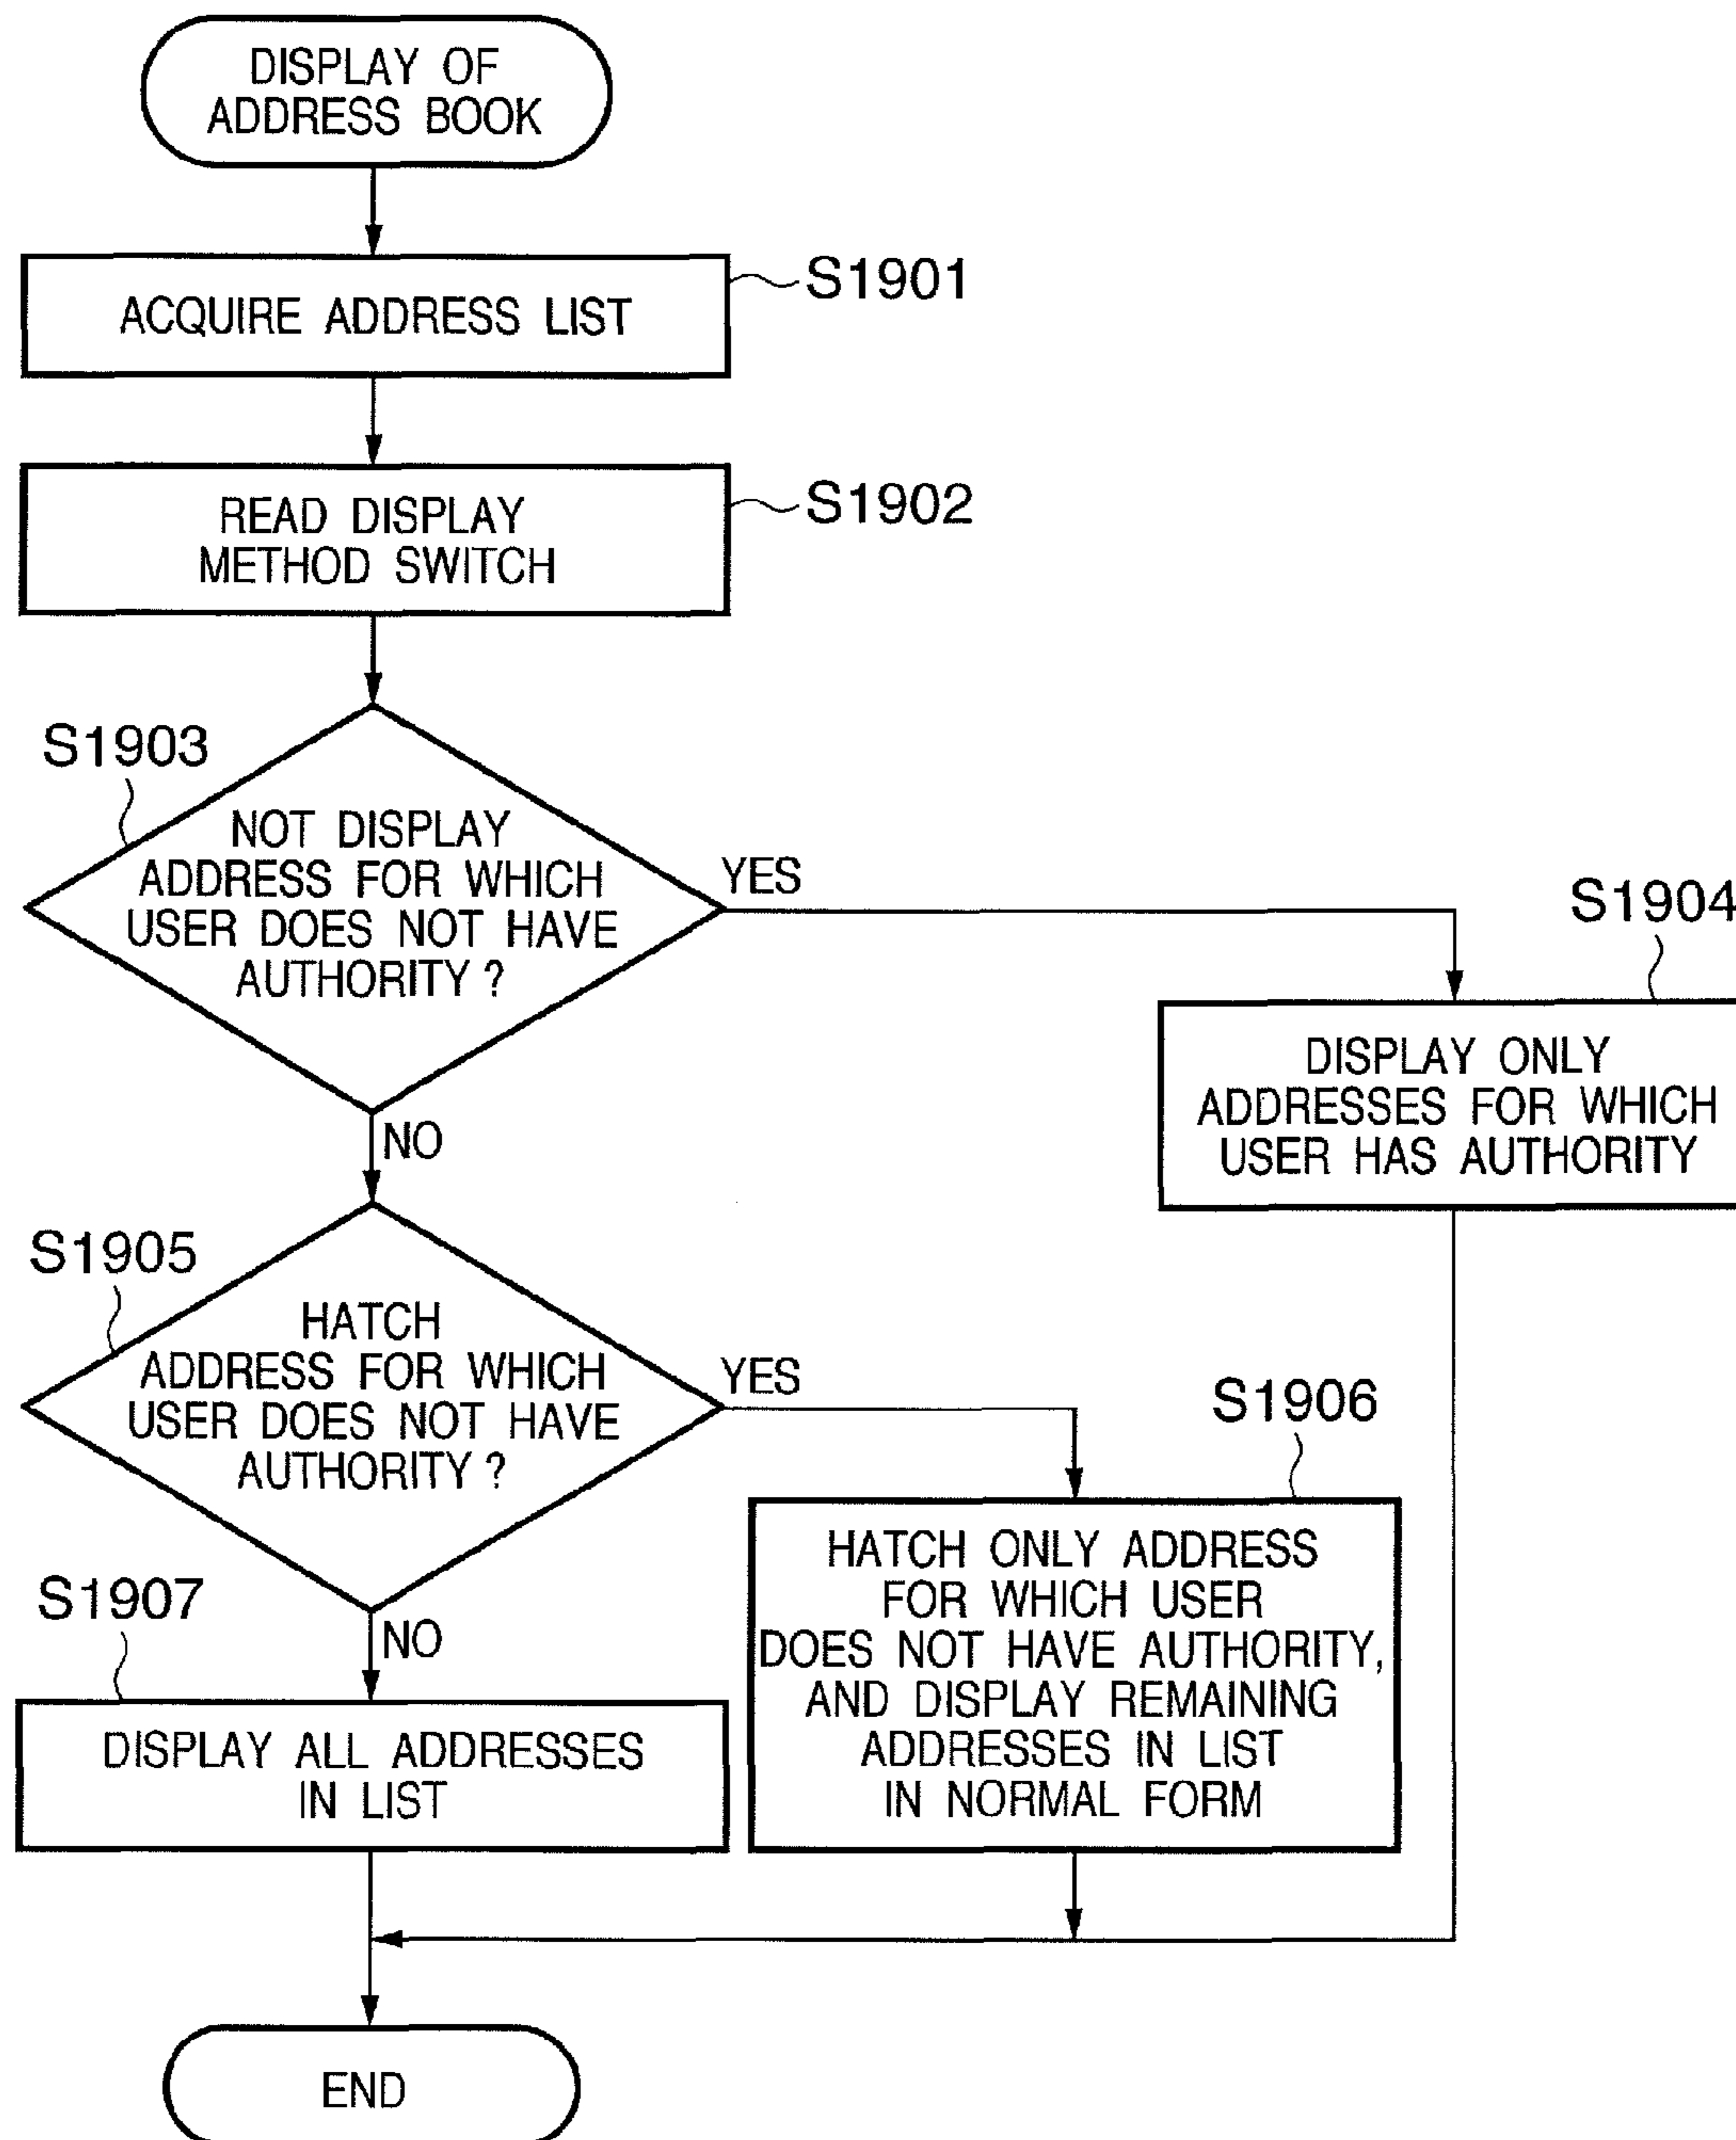 DISPLAY OF
ADDRESS BOOK
S1901
ACQUIRE ADDRESS LIST
S1902
READ DISPLAY
METHOD SWITCH
S1903
NOT DISPLAY
ADDRESS FOR WHICH
USER DOES NOT HAVE
AUTHORITY ?
YES
NO
S1904
DISPLAY ONLY
ADDRESSES FOR WHICH
USER HAS AUTHORITY
S1905
HATCH
ADDRESS FOR WHICH
USER DOES NOT HAVE
AUTHORITY ?
YES
NO
S1906
HATCH ONLY ADDRESS
FOR WHICH USER
DOES NOT HAVE AUTHORITY,
AND DISPLAY REMAINING
ADDRESSES IN LIST
IN NORMAL FORM
S1907
DISPLAY ALL ADDRESSES
IN LIST
END